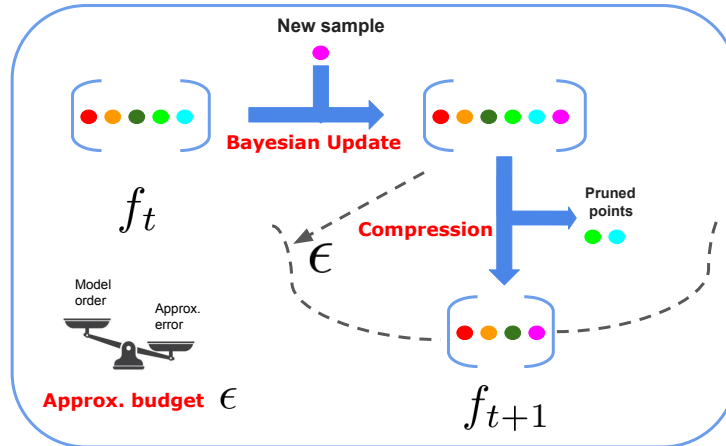 New sample
Bayesian Update
f_t
Pruned
points
Compression
ϵ
Model
order
Approx.
error
Approx. budget ϵ
f_{t+1}